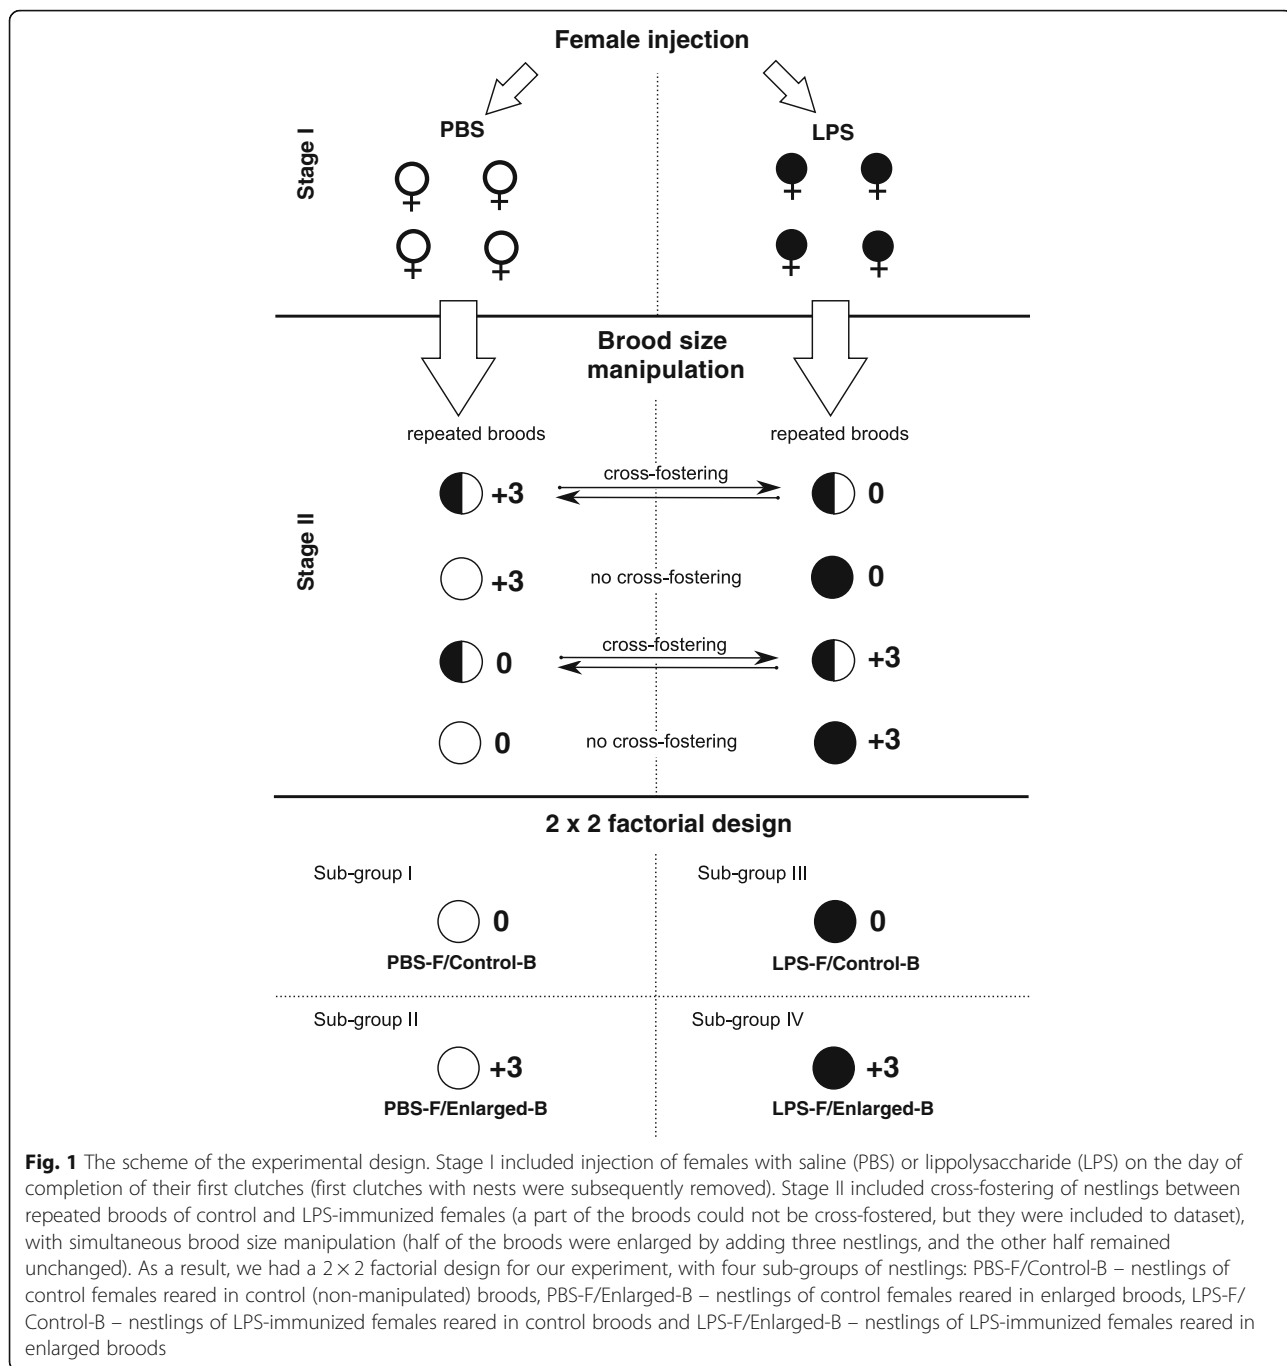 Female injection
PBS
LPS
Stage I
Brood size
manipulation
repeated broods
repeated broods
+3
cross-fostering
0
Stage II
+3
no cross-fostering
0
0
cross-fostering
+3
0
no cross-fostering
+3
2 x 2 factorial design
Sub-group I
Sub-group III
0
0
PBS-F/Control-B
LPS-F/Control-B
Sub-group II
Sub-group IV
+3
+3
PBS-F/Enlarged-B
LPS-F/Enlarged-B
Fig. 1 The scheme of the experimental design. Stage I included injection of females with saline (PBS) or lippolysaccharide (LPS) on the day of
completion of their first clutches (first clutches with nests were subsequently removed). Stage II included cross-fostering of nestlings between
repeated broods of control and LPS-immunized females (a part of the broods could not be cross-fostered, but they were included to dataset),
with simultaneous brood size manipulation (half of the broods were enlarged by adding three nestlings, and the other half remained
unchanged). As a result, we had a 2 × 2 factorial design for our experiment, with four sub-groups of nestlings: PBS-F/Control-B – nestlings of
control females reared in control (non-manipulated) broods, PBS-F/Enlarged-B – nestlings of control females reared in enlarged broods, LPS-F/
Control-B – nestlings of LPS-immunized females reared in control broods and LPS-F/Enlarged-B – nestlings of LPS-immunized females reared in
enlarged broods